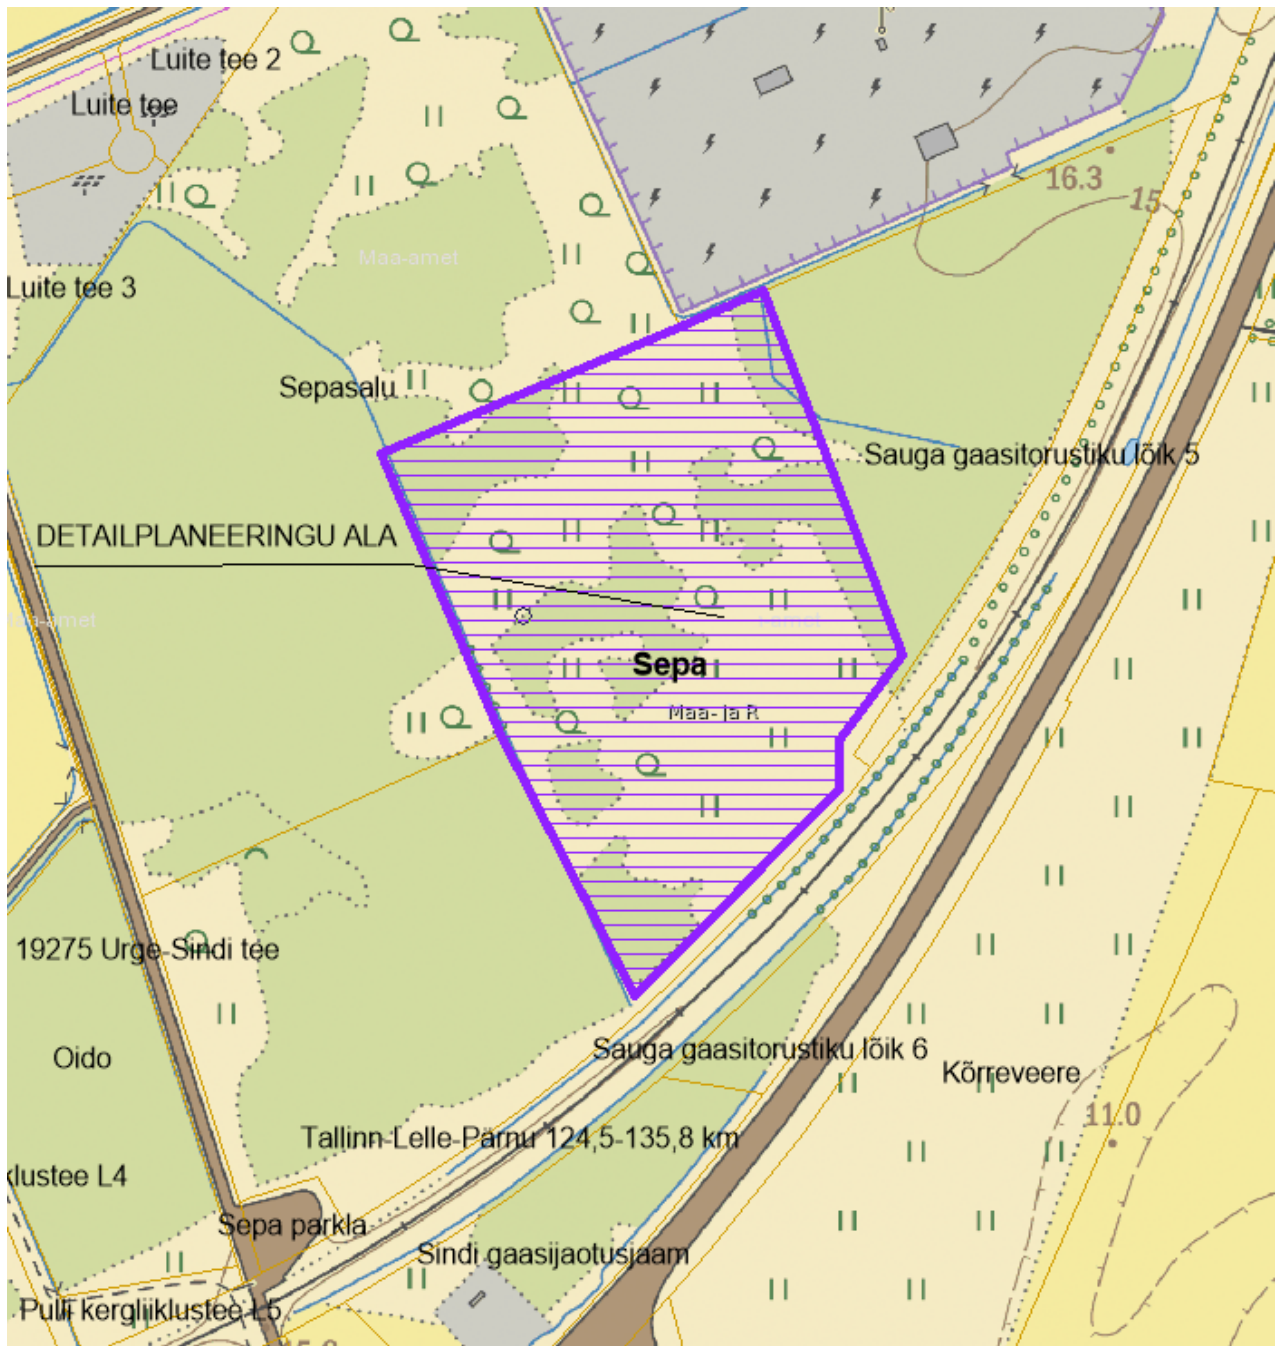 Luite tee 2
Luite tee
16.3
15
Maa-amet
Luite tee 3
Sepasalu
Sauga gaasitorustiku lõik 5
DETAILPLANEERINGU ALA
Sepa
Maa- ja R
19275 Urge-Sindi tee
Sauga gaasitorustiku lõik 6
Oido
Kõrreveere
11.0
Tallinn-Lelle-Pärnu 124,5-135,8 km
klustee L4
Sepa parkla
Sindi gaasijaotusjaam
Pulli kergliiklustee L5